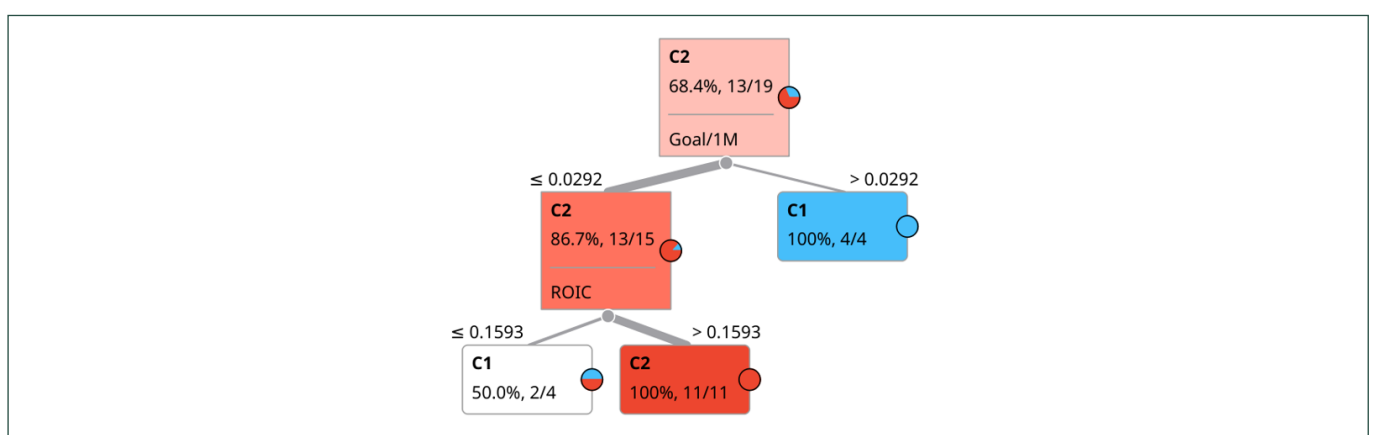 C2
68.4%, 13/19
Goal/1M
≤ 0.0292
> 0.0292
C2
86.7%, 13/15
ROIC
C1
100%, 4/4
≤ 0.1593
> 0.1593
C1
50.0%, 2/4
C2
100%, 11/11